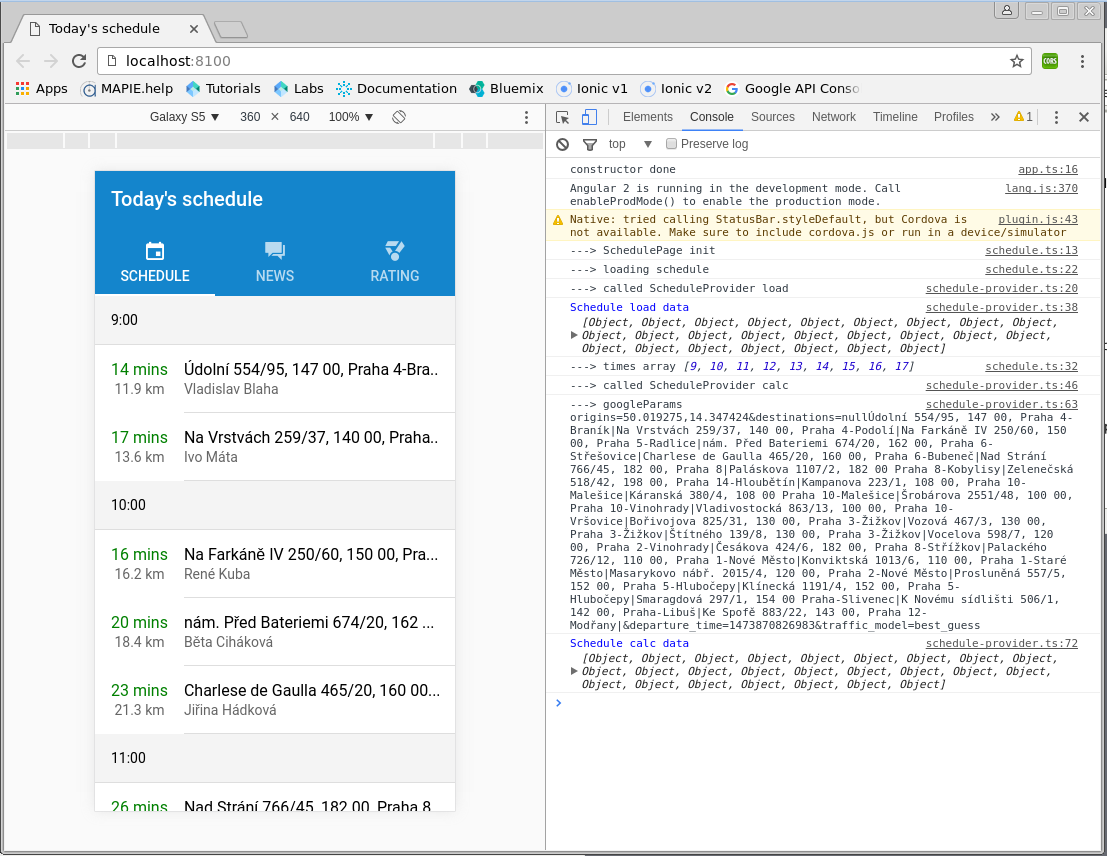 Today's schedule
localhost:8100
CORS
Apps MAPIE.help Tutorials Labs Documentation Bluemix Ionic v1 Ionic v2 Google API Conso
Galaxy S5 ▼ 360 × 640 100% ▼
Elements Console Sources Network Timeline Profiles » 1
top ▼ Preserve log
Today's schedule
SCHEDULE NEWS RATING
9:00
14 mins Údolní 554/95, 147 00, Praha 4-Bra..
11.9 km Vladislav Blaha
17 mins Na Vrstvách 259/37, 140 00, Praha..
13.6 km Ivo Máta
10:00
16 mins Na Farkáně IV 250/60, 150 00, Pra...
16.2 km René Kuba
20 mins nám. Před Bateriemi 674/20, 162 ...
18.4 km Běta Ciháková
23 mins Charlese de Gaulla 465/20, 160 00...
21.3 km Jiřina Hádková
11:00
26 mins Nad Strání 766/45, 182 00, Praha 8
constructor done app.ts:16
Angular 2 is running in the development mode. Call lang.js:370
enableProdMode() to enable the production mode.
Native: tried calling StatusBar.styleDefault, but Cordova is plugin.js:43
not available. Make sure to include cordova.js or run in a device/simulator
---> SchedulePage init schedule.ts:13
---> loading schedule schedule.ts:22
---> called ScheduleProvider load schedule-provider.ts:20
Schedule load data schedule-provider.ts:38
[Object, Object, Object, Object, Object, Object, Object, Object, Object,
Object, Object, Object, Object, Object, Object, Object, Object, Object,
Object, Object, Object, Object, Object, Object, Object]
---> times array [9, 10, 11, 12, 13, 14, 15, 16, 17] schedule.ts:32
---> called ScheduleProvider calc schedule-provider.ts:46
---> googleParams schedule-provider.ts:63
origins=50.019275,14.347424&destinations=nullÚdolní 554/95, 147 00, Praha 4-
Braník|Na Vrstvách 259/37, 140 00, Praha 4-Podolí|Na Farkáně IV 250/60, 150
00, Praha 5-Radlice|nám. Před Bateriemi 674/20, 162 00, Praha 6-
Střešovice|Charlese de Gaulla 465/20, 160 00, Praha 6-Bubeneč|Nad Strání
766/45, 182 00, Praha 8|Paláskova 1107/2, 182 00 Praha 8-Kobylisy|Zelenečská
518/42, 198 00, Praha 14-Hloubětín|Kampanova 223/1, 108 00, Praha 10-
Malešice|Káranská 380/4, 108 00 Praha 10-Malešice|Šrobárova 2551/48, 100 00,
Praha 10-Vinohrady|Vladivostocká 863/13, 100 00, Praha 10-
Vršovice|Bořivojova 825/31, 130 00, Praha 3-Žižkov|Vozová 467/3, 130 00,
Praha 3-Žižkov|Štítného 139/8, 130 00, Praha 3-Žižkov|Vocelova 598/7, 120
00, Praha 2-Vinohrady|Česákova 424/6, 182 00, Praha 8-Střížkov|Palackého
726/12, 110 00, Praha 1-Nové Město|Konviktská 1013/6, 110 00, Praha 1-Staré
Město|Masarykovo nábř. 2015/4, 120 00, Praha 2-Nové Město|Prosluněná 557/5,
152 00, Praha 5-Hlubočepy|Klínecká 1191/4, 152 00, Praha 5-
Hlubočepy|Smaragdová 297/1, 154 00 Praha-Slivenec|K Novému sídlišti 506/1,
142 00, Praha-Libuš|Ke Spofě 883/22, 143 00, Praha 12-
Modřany|&departure_time=1473870826983&traffic_model=best_guess
Schedule calc data schedule-provider.ts:72
[Object, Object, Object, Object, Object, Object, Object, Object, Object,
Object, Object, Object, Object, Object, Object, Object, Object, Object,
Object, Object, Object, Object, Object, Object, Object]